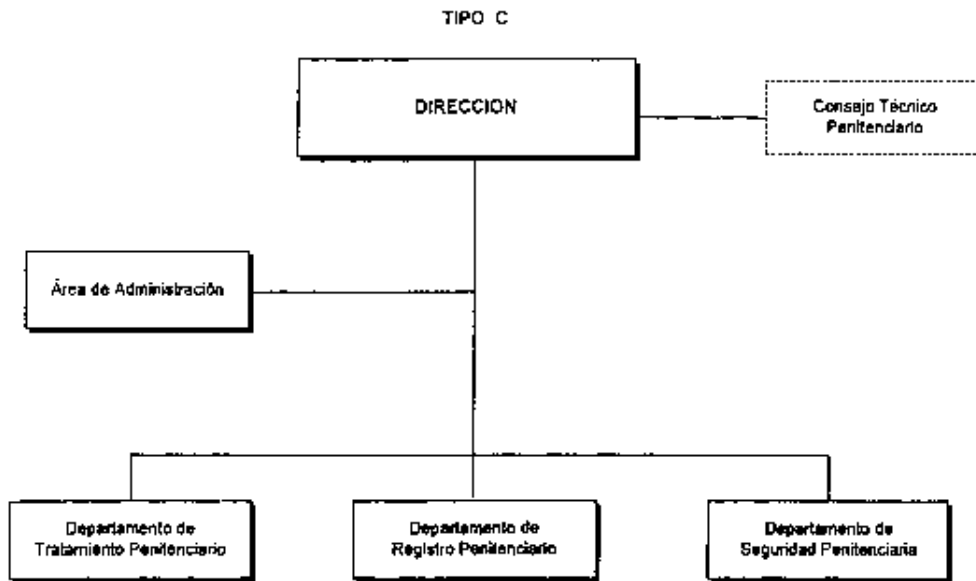 TIPO C
DIRECCION
Consejo Técnico
Penitenciario
Área de Administración
Departamento de
Tratamiento Penitenciario
Departamento de
Registro Penitenciario
Departamento de
Seguridad Penitenciaria